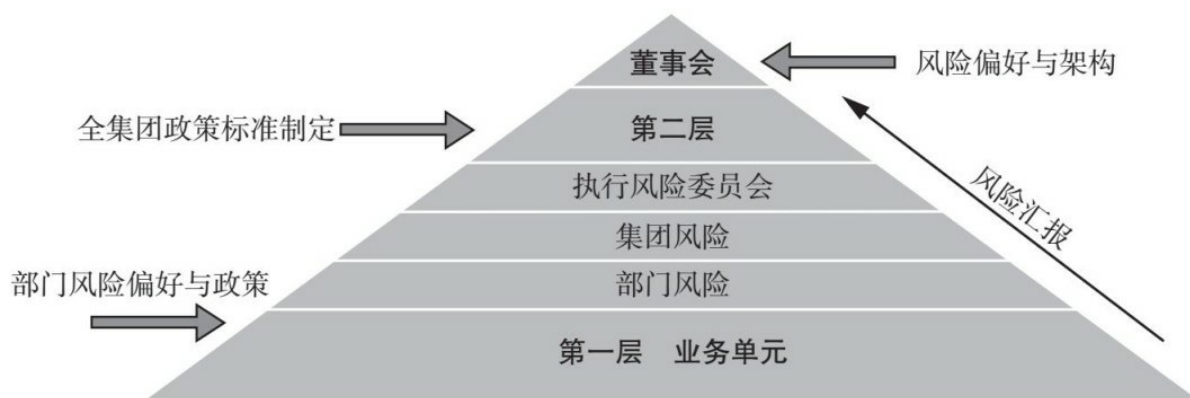 董事会
风险偏好与架构
全集团政策标准制定
第二层
执行风险委员会
风险汇报
集团风险
部门风险偏好与政策
部门风险
第一层 业务单元